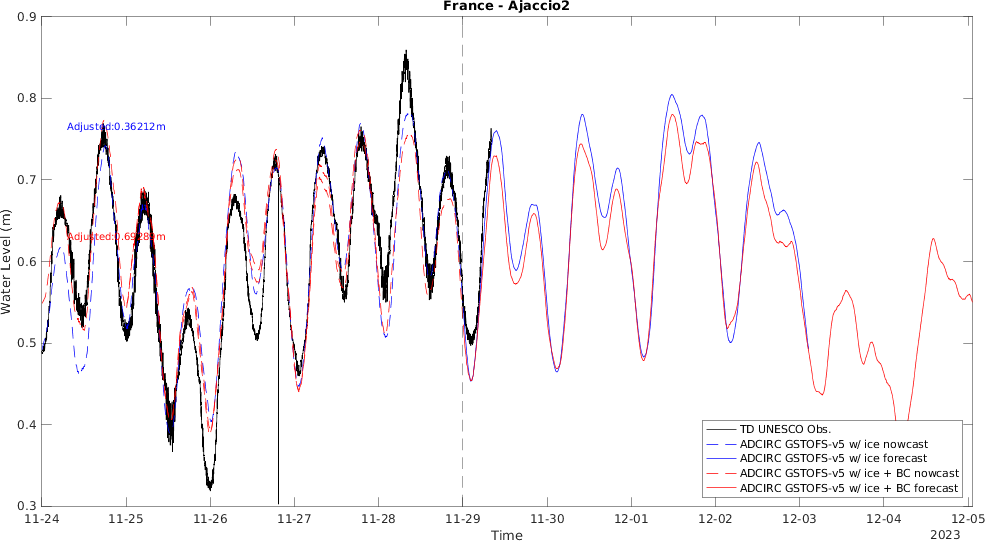 France - Ajaccio2
0.9
0.8
0.7
0.6
0.5
0.4
0.3
Water Level (m)
Adjusted:0.36212m
TD UNESCO Obs.
ADCIRC GSTOFS-v5 w/ ice nowcast
ADCIRC GSTOFS-v5 w/ ice forecast
ADCIRC GSTOFS-v5 w/ ice + BC nowcast
ADCIRC GSTOFS-v5 w/ ice + BC forecast
11-24 11-25 11-26 11-27 11-28 11-29 11-30 12-01 12-02 12-03 12-04 12-05
Time
2023